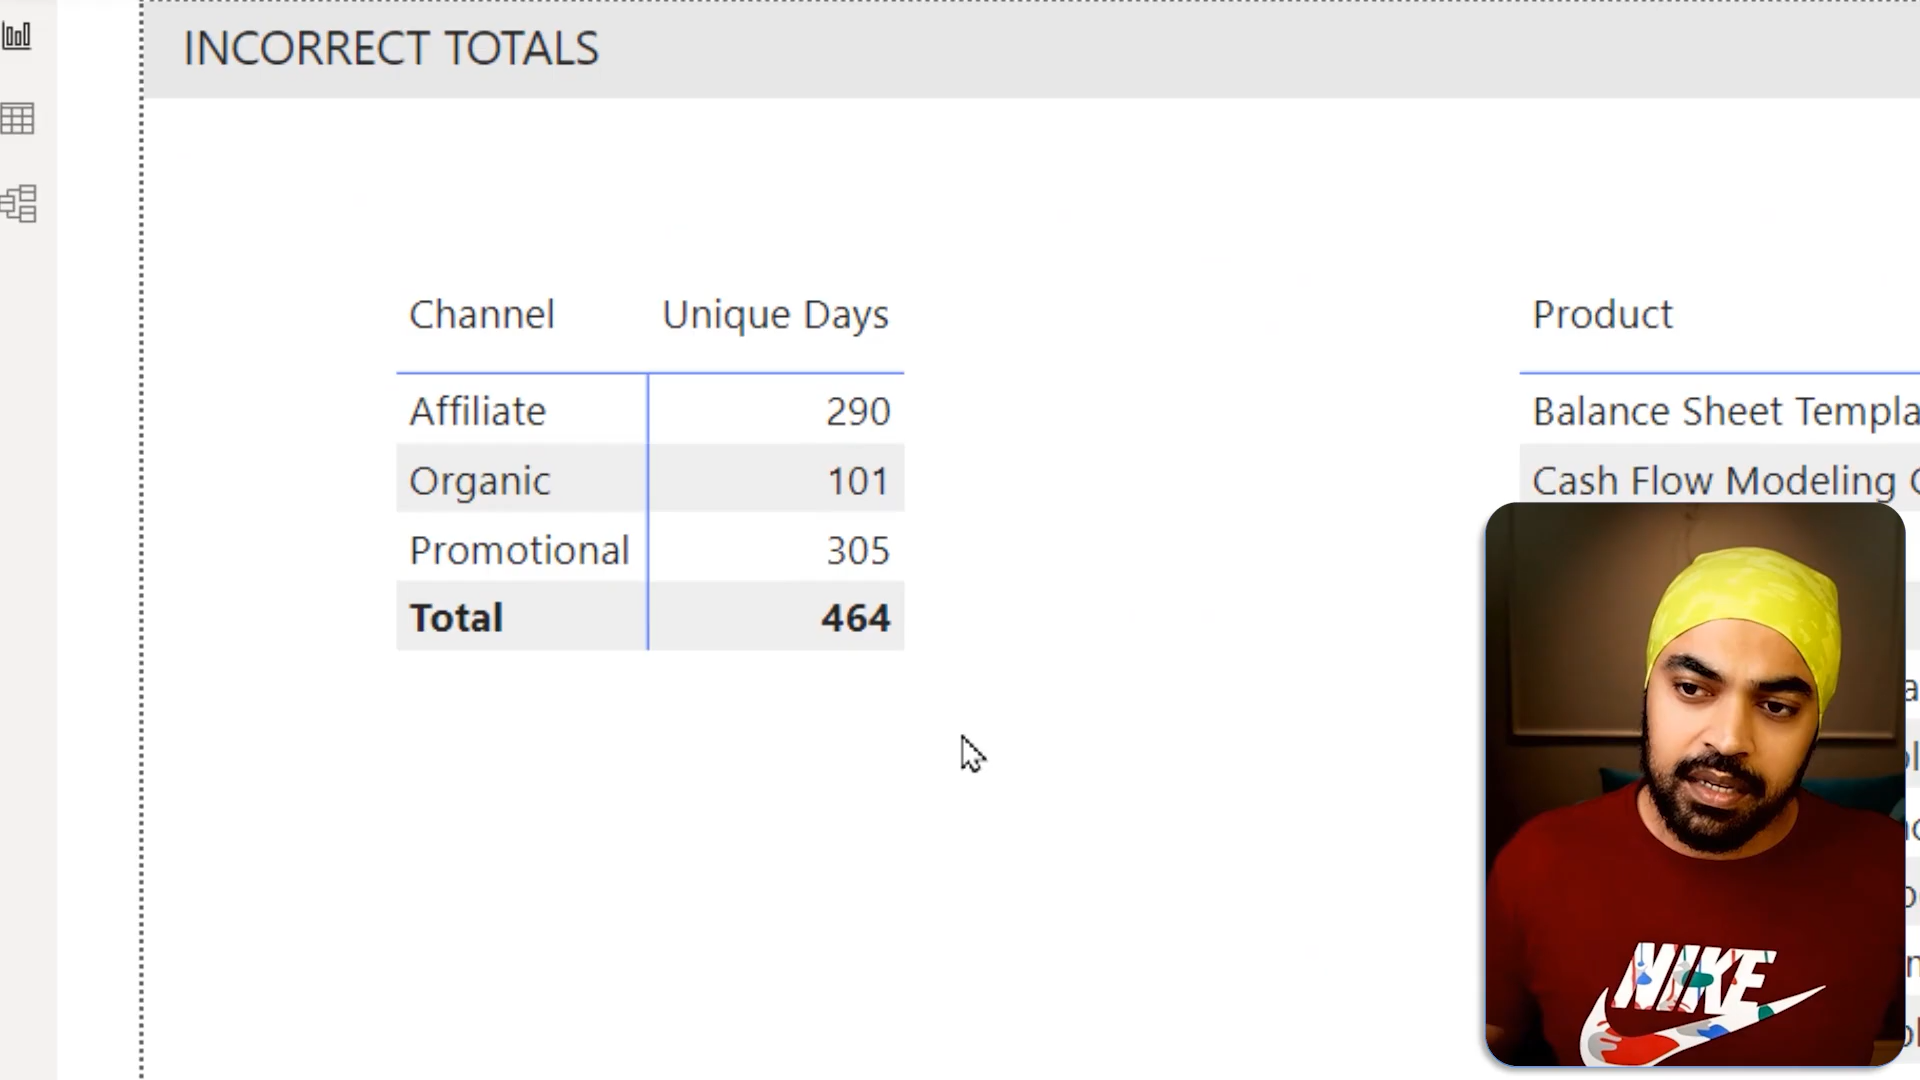 INCORRECT TOTALS
Channel Unique Days
Affiliate 290
Organic 101
Promotional 305
Total 464
Product
Balance Sheet Templa
Cash Flow Modeling
NIKE